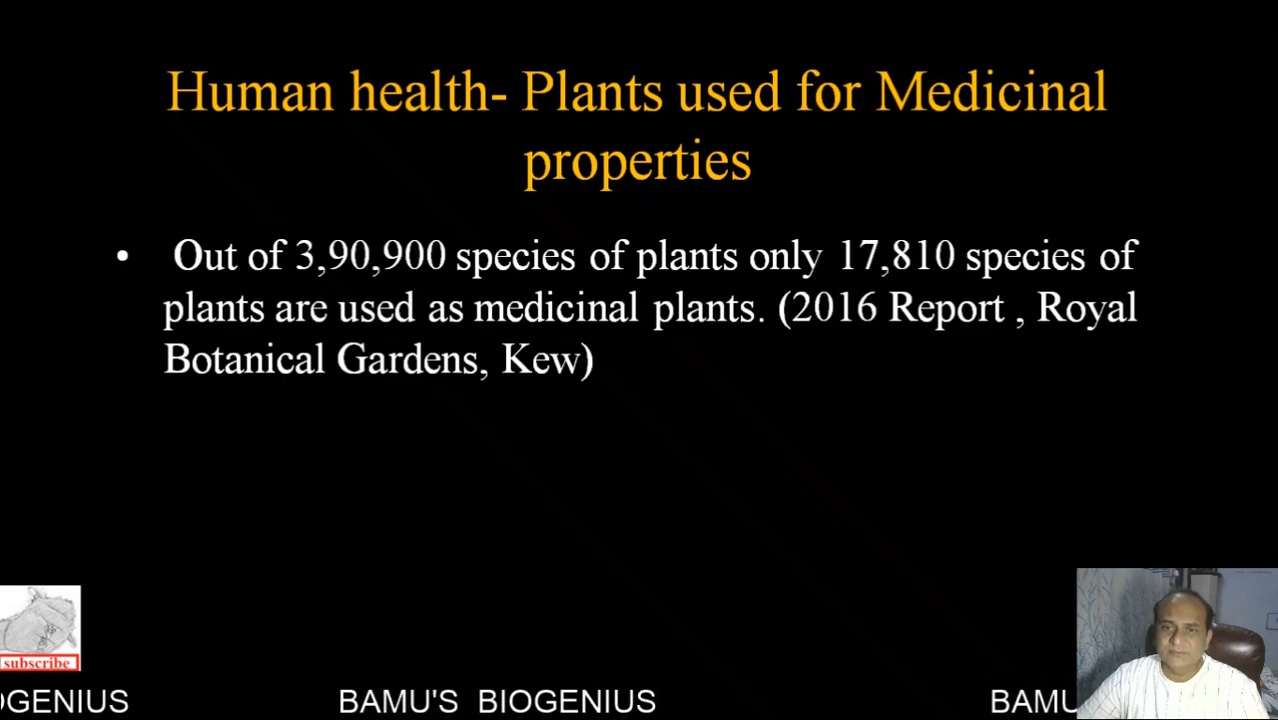 Human health- Plants used for Medicinal
properties
• Out of 3,90,900 species of plants only 17,810 species of
plants are used as medicinal plants. (2016 Report , Royal
Botanical Gardens, Kew)
subscribe
OGENIUS BAMU'S BIOGENIUS BAMU